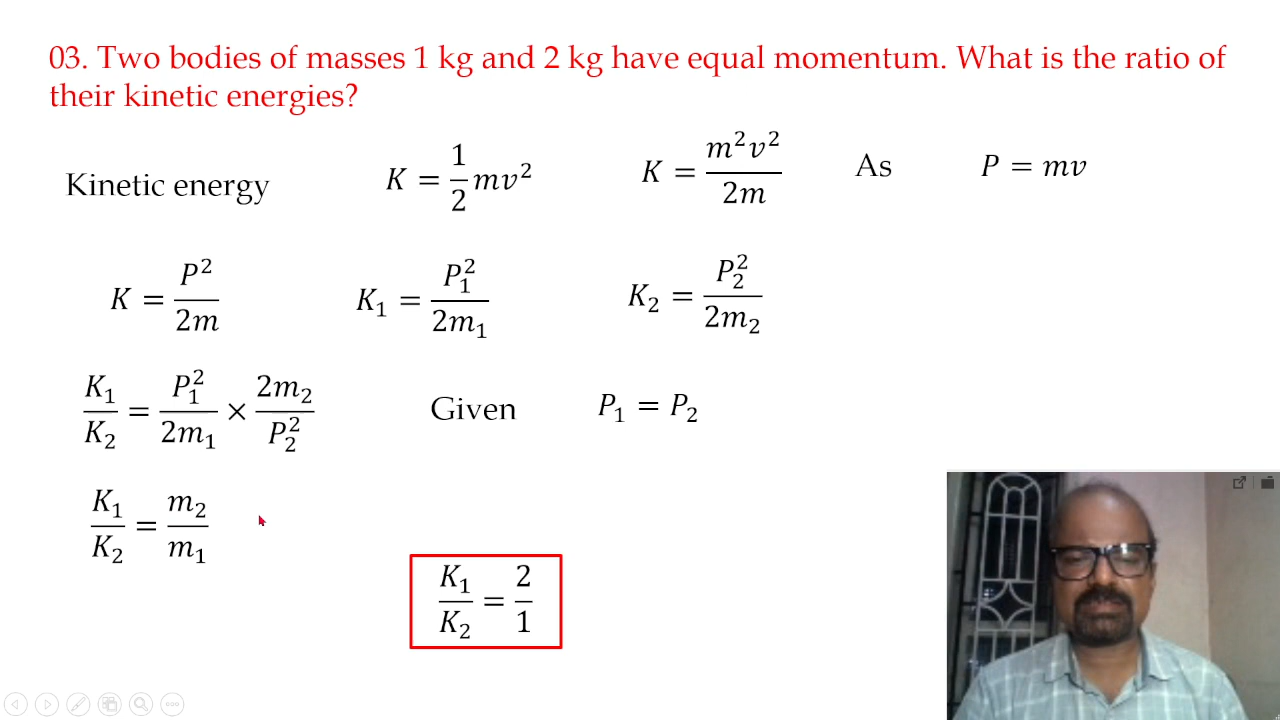 03. Two bodies of masses 1 kg and 2 kg have equal momentum. What is the ratio of
their kinetic energies?
Kinetic energy K = 1/2 mv² K = m²v²/2m As P = mv
K = P²/2m K₁ = P₁²/2m₁ K₂ = P₂²/2m₂
K₁/K₂ = P₁²/2m₁ × 2m₂/P₂² Given P₁ = P₂
K₁/K₂ = m₂/m₁
K₁/K₂ = 2/1